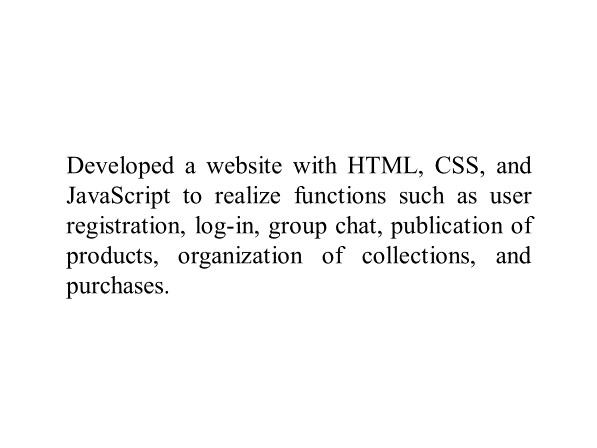 Developed a website with HTML, CSS, and
JavaScript to realize functions such as user
registration, log-in, group chat, publication of
products, organization of collections, and
purchases.